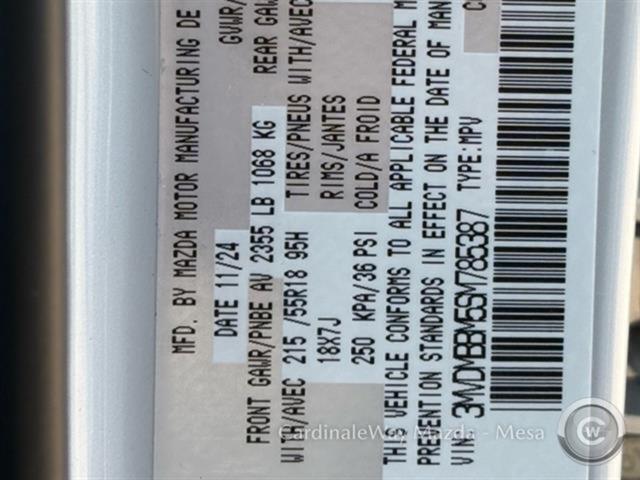 MFD. BY MAZDA MOTOR MANUFACTURING DE
DATE 11/24 GVWR/
FRONT GAWR/PNBE AV 2355 LB 1068 KG REAR GAW
WITH/AVEC 215 /55R18 95H TIRES/PNEUS WITH/AVEC
18X7J RIMS/JANTES
250 KPA/36 PSI COLD/A FROID
THIS VEHICLE CONFORMS TO ALL APPLICABLE FEDERAL M
PREVENTION STANDARDS IN EFFECT ON THE DATE OF MAN
VIN: 3MVDMBBM5SM785387 TYPE:MPV
CardinaleWay Mazda - Mesa